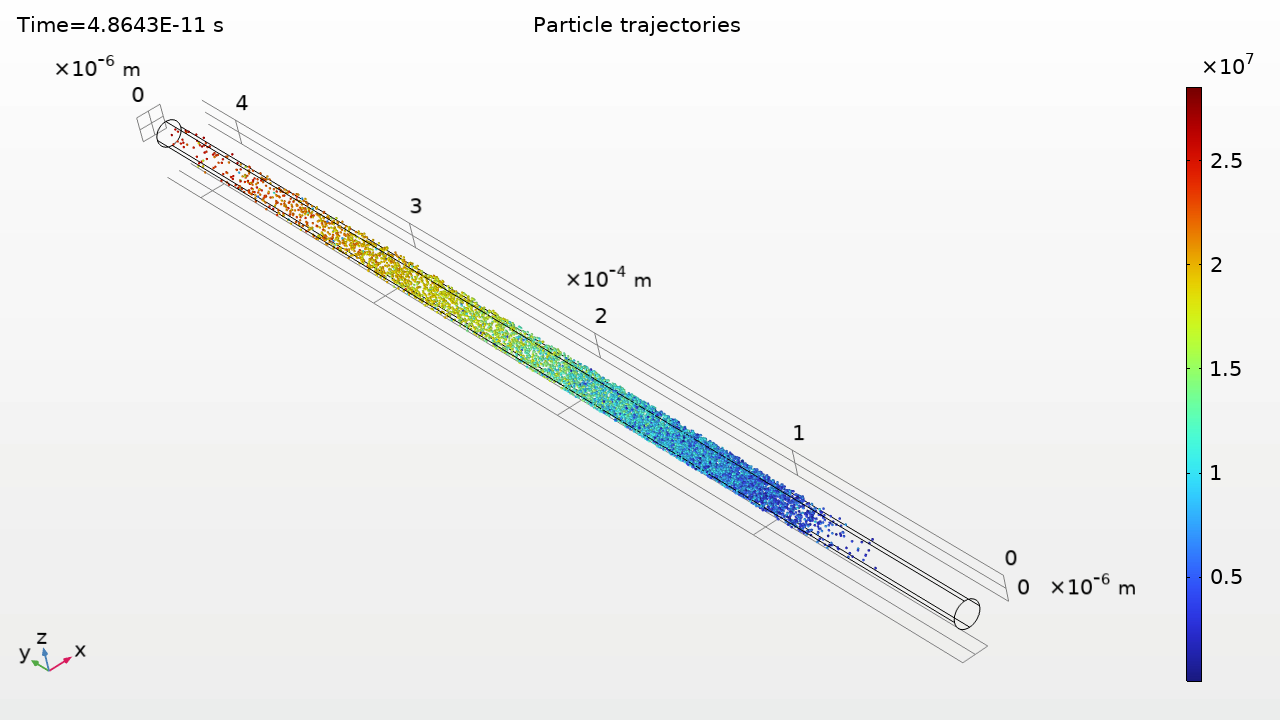 Time=4.8643E-11 s
Particle trajectories
×10⁻⁶ m
×10⁷
0
4
2.5
3
2
×10⁻⁴ m
2
1.5
1
1
0
0.5
0 ×10⁻⁶ m
z
y
x